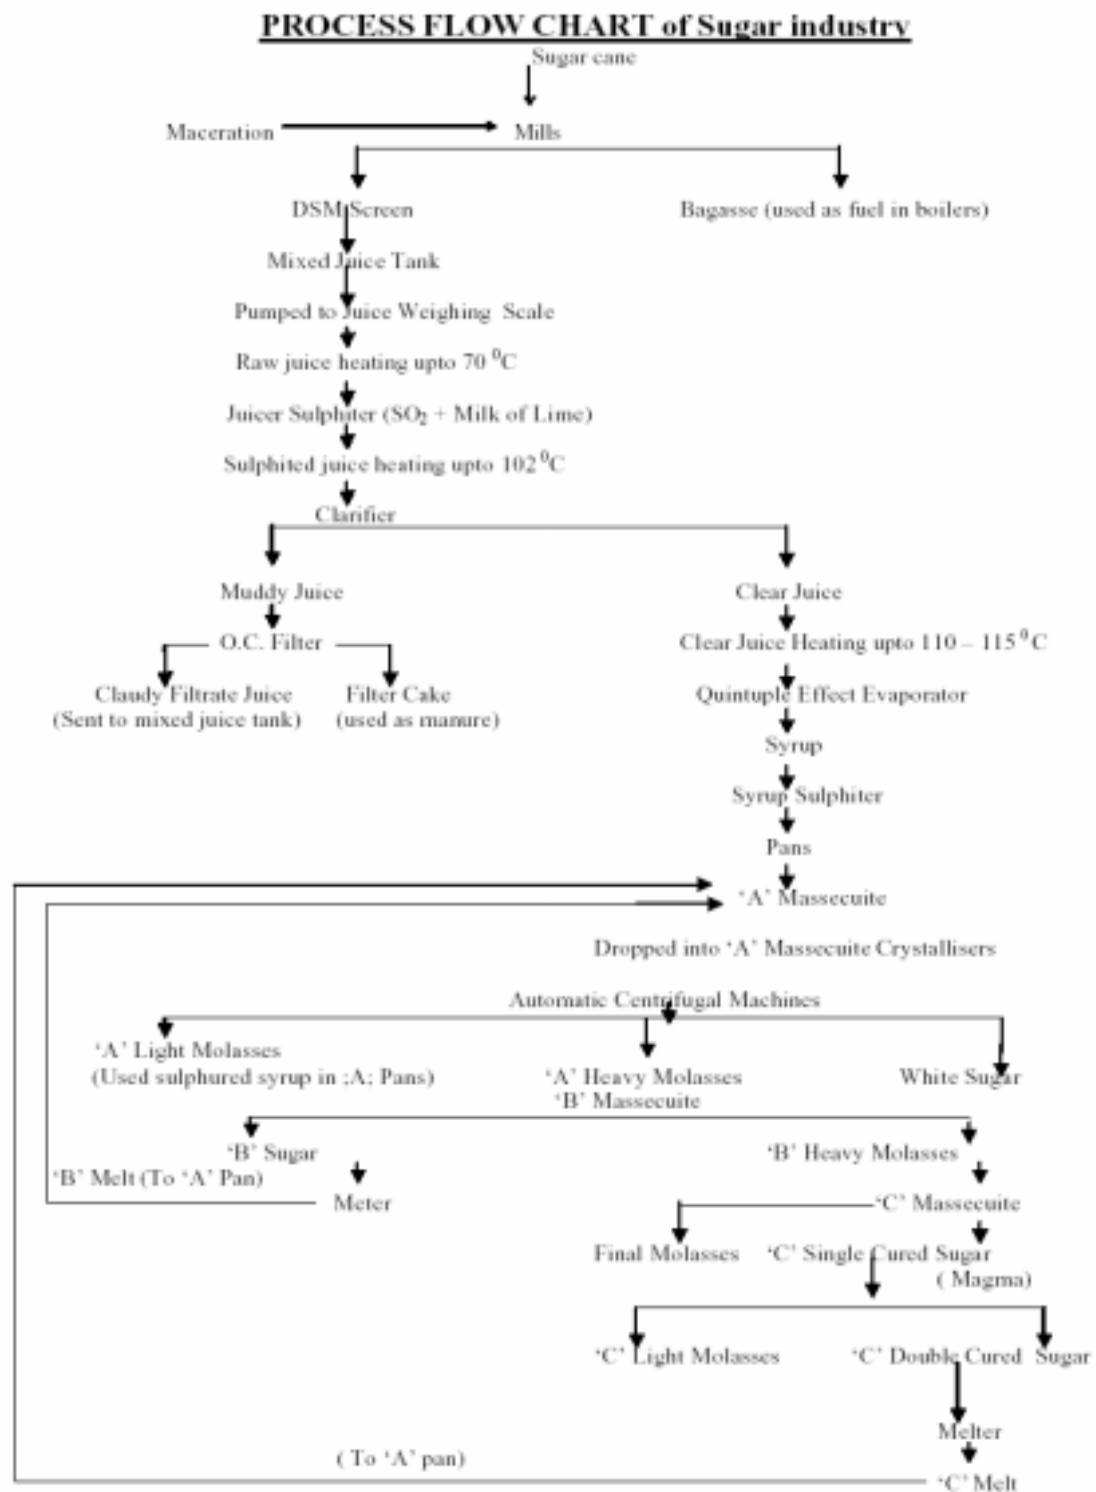 PROCESS FLOW CHART of Sugar industry
Sugar cane
Maceration
Mills
DSM Screen
Bagasse (used as fuel in boilers)
Mixed Juice Tank
Pumped to Juice Weighing Scale
Raw juice heating upto 70 ⁰C
Juicer Sulphiter (SO₂ + Milk of Lime)
Sulphited juice heating upto 102 ⁰C
Clarifier
Muddy Juice
Clear Juice
O.C. Filter
Clear Juice Heating upto 110 – 115 ⁰C
Claudy Filtrate Juice
(Sent to mixed juice tank)
Filter Cake
(used as manure)
Quintuple Effect Evaporator
Syrup
Syrup Sulphiter
Pans
‘A’ Massecuite
Dropped into ‘A’ Massecuite Crystallisers
Automatic Centrifugal Machines
‘A’ Light Molasses
(Used sulphured syrup in ;A; Pans)
‘A’ Heavy Molasses
‘B’ Massecuite
White Sugar
‘B’ Sugar
‘B’ Heavy Molasses
‘B’ Melt (To ‘A’ Pan)
Meter
‘C’ Massecuite
Final Molasses
‘C’ Single Cured Sugar
( Magma)
‘C’ Light Molasses
‘C’ Double Cured Sugar
Melter
( To ‘A’ pan)
‘C’ Melt